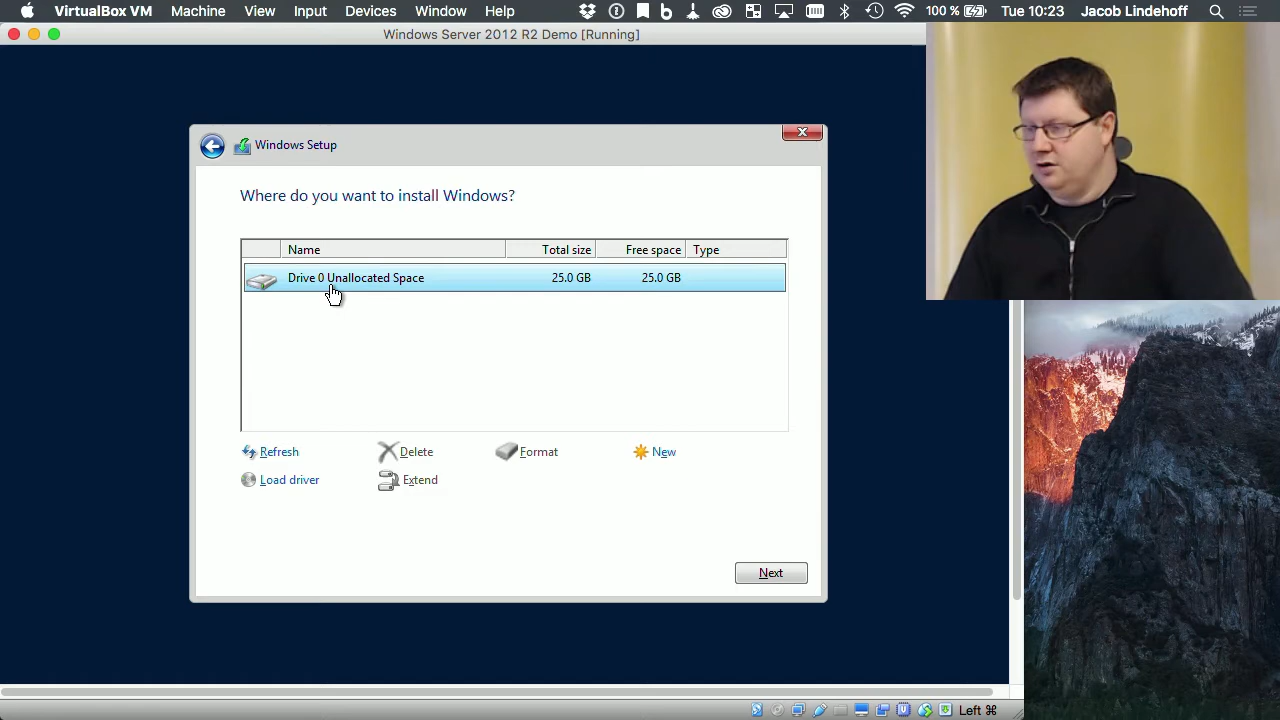 VirtualBox VM Machine View Input Devices Window Help 100 % Tue 10:23 Jacob Lindehoff
Windows Server 2012 R2 Demo [Running]
Windows Setup
Where do you want to install Windows?
Name Total size Free space Type
Drive 0 Unallocated Space 25.0 GB 25.0 GB
Refresh Delete Format New
Load driver Extend
Next
Left ⌘